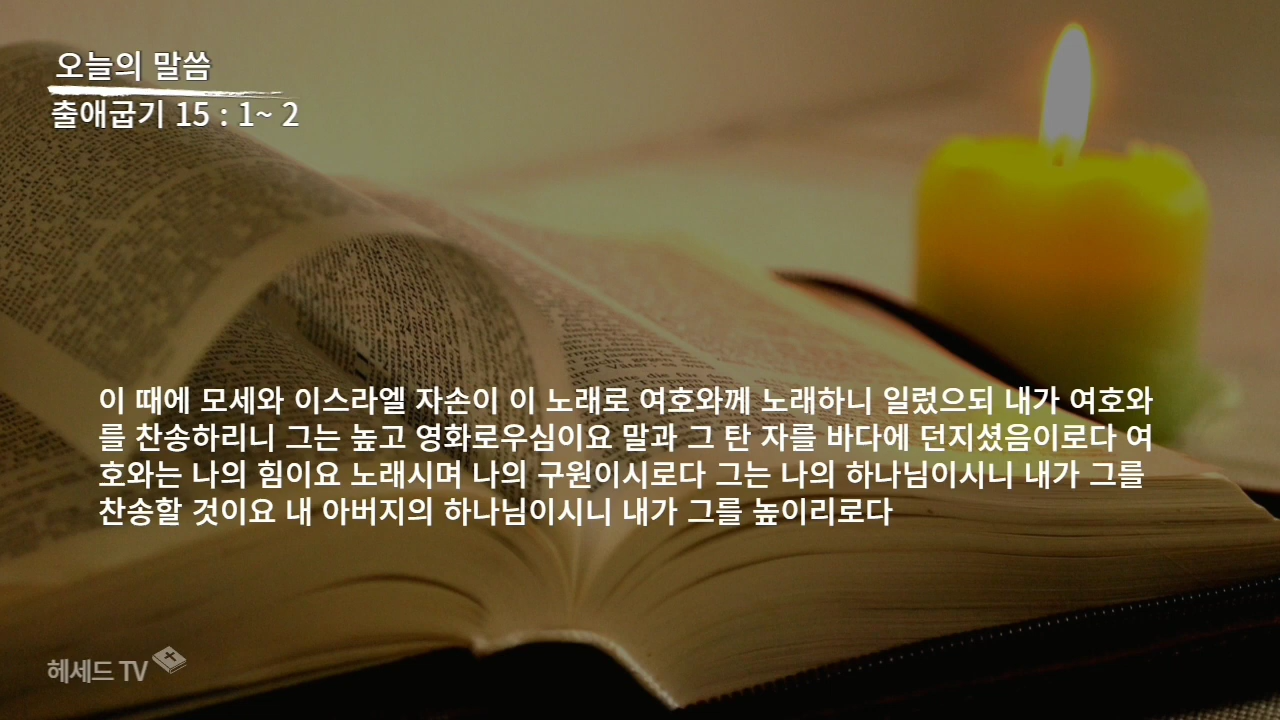 오늘의 말씀
출애굽기 15 : 1~ 2
이 때에 모세와 이스라엘 자손이 이 노래로 여호와께 노래하니 일렀으되 내가 여호와
를 찬송하리니 그는 높고 영화로우심이요 말과 그 탄 자를 바다에 던지셨음이로다 여
호와는 나의 힘이요 노래시며 나의 구원이시로다 그는 나의 하나님이시니 내가 그를
찬송할 것이요 내 아버지의 하나님이시니 내가 그를 높이리로다
헤세드 TV